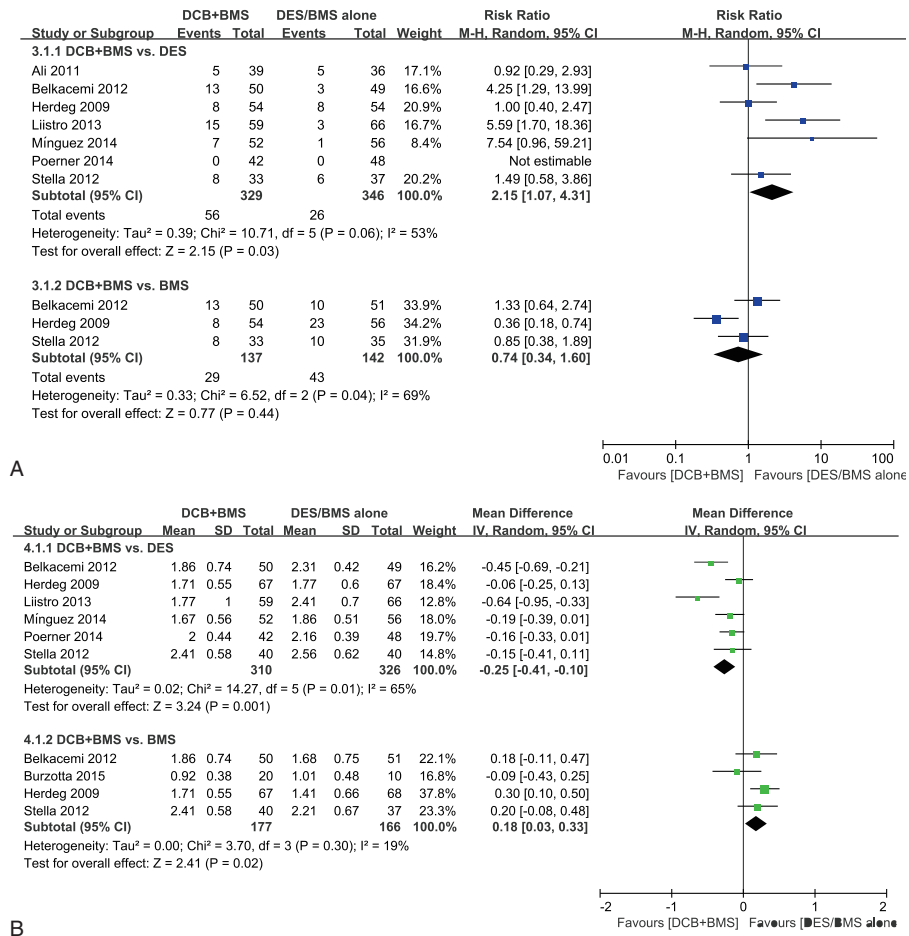 DCB+BMS DES/BMS alone Risk Ratio Risk Ratio
Study or Subgroup Events Total Events Total Weight M-H, Random, 95% CI M-H, Random, 95% CI
3.1.1 DCB+BMS vs. DES
Ali 2011 5 39 5 36 17.1% 0.92 [0.29, 2.93]
Belkacemi 2012 13 50 3 49 16.6% 4.25 [1.29, 13.99]
Herdeg 2009 8 54 8 54 20.9% 1.00 [0.40, 2.47]
Liistro 2013 15 59 3 66 16.7% 5.59 [1.70, 18.36]
Mínguez 2014 7 52 1 56 8.4% 7.54 [0.96, 59.21]
Poerner 2014 0 42 0 48 Not estimable
Stella 2012 8 33 6 37 20.2% 1.49 [0.58, 3.86]
Subtotal (95% CI) 329 346 100.0% 2.15 [1.07, 4.31]
Total events 56 26
Heterogeneity: Tau² = 0.39; Chi² = 10.71, df = 5 (P = 0.06); I² = 53%
Test for overall effect: Z = 2.15 (P = 0.03)
3.1.2 DCB+BMS vs. BMS
Belkacemi 2012 13 50 10 51 33.9% 1.33 [0.64, 2.74]
Herdeg 2009 8 54 23 56 34.2% 0.36 [0.18, 0.74]
Stella 2012 8 33 10 35 31.9% 0.85 [0.38, 1.89]
Subtotal (95% CI) 137 142 100.0% 0.74 [0.34, 1.60]
Total events 29 43
Heterogeneity: Tau² = 0.33; Chi² = 6.52, df = 2 (P = 0.04); I² = 69%
Test for overall effect: Z = 0.77 (P = 0.44)
0.01 0.1 1 10 100
Favours [DCB+BMS] Favours [DES/BMS alone
A
DCB+BMS DES/BMS alone Mean Difference Mean Difference
Study or Subgroup Mean SD Total Mean SD Total Weight IV, Random, 95% CI IV, Random, 95% CI
4.1.1 DCB+BMS vs. DES
Belkacemi 2012 1.86 0.74 50 2.31 0.42 49 16.2% -0.45 [-0.69, -0.21]
Herdeg 2009 1.71 0.55 67 1.77 0.6 67 18.4% -0.06 [-0.25, 0.13]
Liistro 2013 1.77 1 59 2.41 0.7 66 12.8% -0.64 [-0.95, -0.33]
Mínguez 2014 1.67 0.56 52 1.86 0.51 56 18.0% -0.19 [-0.39, 0.01]
Poerner 2014 2 0.44 42 2.16 0.39 48 19.7% -0.16 [-0.33, 0.01]
Stella 2012 2.41 0.58 40 2.56 0.62 40 14.8% -0.15 [-0.41, 0.11]
Subtotal (95% CI) 310 326 100.0% -0.25 [-0.41, -0.10]
Heterogeneity: Tau² = 0.02; Chi² = 14.27, df = 5 (P = 0.01); I² = 65%
Test for overall effect: Z = 3.24 (P = 0.001)
4.1.2 DCB+BMS vs. BMS
Belkacemi 2012 1.86 0.74 50 1.68 0.75 51 22.1% 0.18 [-0.11, 0.47]
Burzotta 2015 0.92 0.38 20 1.01 0.48 10 16.8% -0.09 [-0.43, 0.25]
Herdeg 2009 1.71 0.55 67 1.41 0.66 68 37.8% 0.30 [0.10, 0.50]
Stella 2012 2.41 0.58 40 2.21 0.67 37 23.3% 0.20 [-0.08, 0.48]
Subtotal (95% CI) 177 166 100.0% 0.18 [0.03, 0.33]
Heterogeneity: Tau² = 0.00; Chi² = 3.70, df = 3 (P = 0.30); I² = 19%
Test for overall effect: Z = 2.41 (P = 0.02)
-2 -1 0 1 2
Favours [DCB+BMS] Favours [DES/BMS alone
B